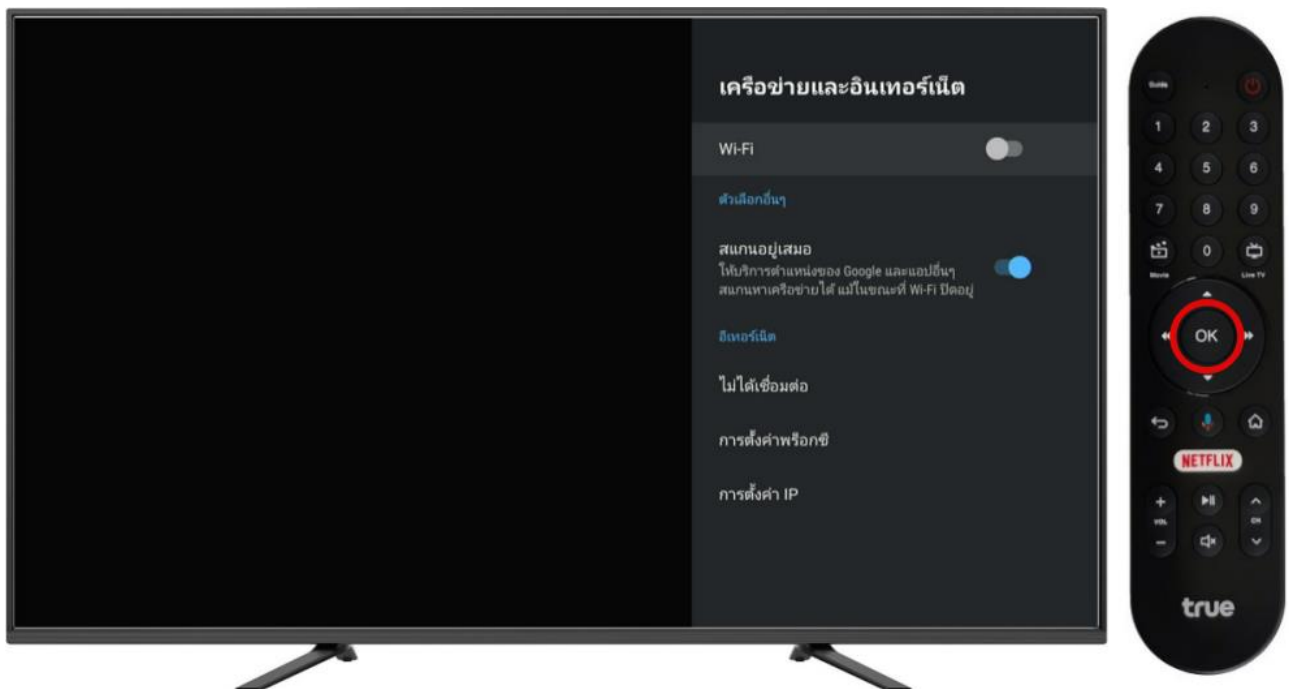 เครือข่ายและอินเทอร์เน็ต
Wi-Fi
ตัวเลือกอื่นๆ
สแกนอยู่เสมอ
ให้บริการตำแหน่งของ Google และแอปอื่นๆ
สแกนหาเครือข่ายได้ แม้ในขณะที่ Wi-Fi ปิดอยู่
อีเทอร์เน็ต
ไม่ได้เชื่อมต่อ
การตั้งค่าพร็อกซี
การตั้งค่า IP
Guide
1 2 3
4 5 6
7 8 9
0
Movie Live TV
OK
NETFLIX
+ +
VOL CH
-
true